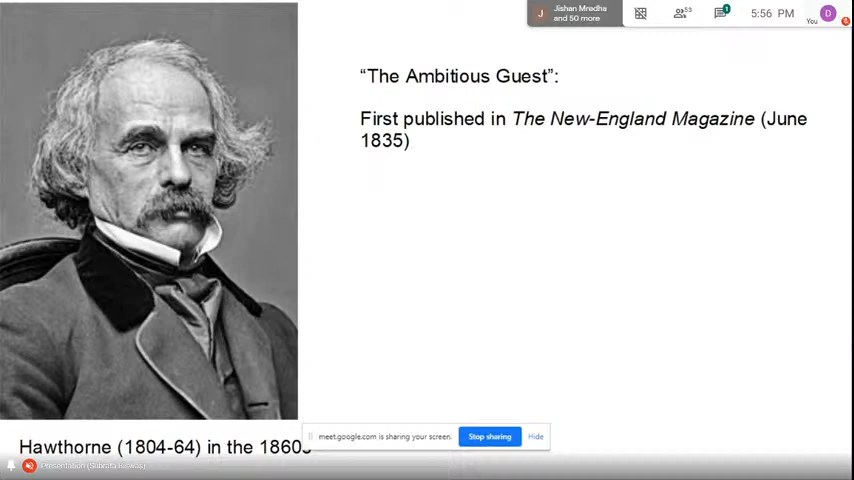 Jishan Mredha
and 50 more
J
53
1
5:56 PM
You
D
“The Ambitious Guest”:
First published in The New-England Magazine (June
1835)
meet.google.com is sharing your screen.
Stop sharing
Hide
Hawthorne (1804-64) in the 1860s
Presentation (Subrata Biswas)